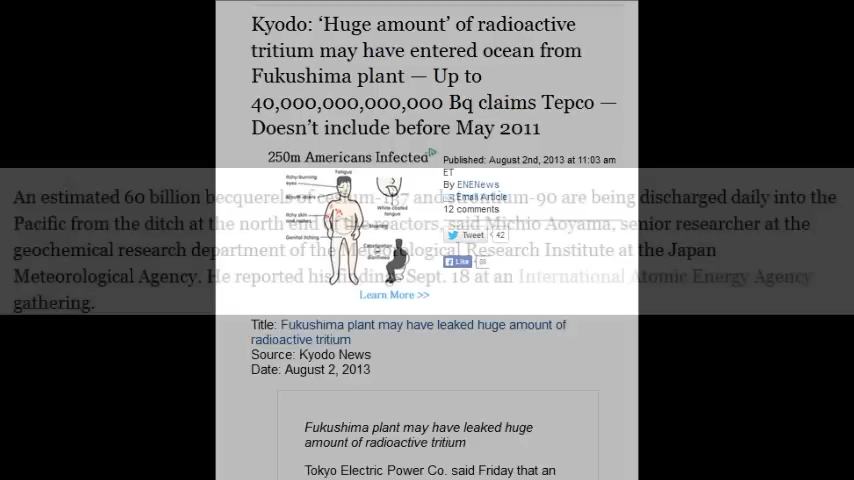 Kyodo: ‘Huge amount’ of radioactive
tritium may have entered ocean from
Fukushima plant — Up to
40,000,000,000,000 Bq claims Tepco —
Doesn’t include before May 2011
250m Americans Infected
Published: August 2nd, 2013 at 11:03 am
ET
By ENENews
Email Article
12 comments
Tweet 42
Like
Fatigue
Itchy/burning
eyes
White coated
tongue
Itchy skin
Genital itching
Constipation
diarrhea
Learn More >>
An estimated 60 billion becquerels of cesium-137 and strontium-90 are being discharged daily into the
Pacific from the ditch at the north end of the reactors, said Michio Aoyama, senior researcher at the
geochemical research department of the Meteorological Research Institute at the Japan
Meteorological Agency. He reported his findings Sept. 18 at an International Atomic Energy Agency
gathering.
Title: Fukushima plant may have leaked huge amount of
radioactive tritium
Source: Kyodo News
Date: August 2, 2013
Fukushima plant may have leaked huge
amount of radioactive tritium
Tokyo Electric Power Co. said Friday that an